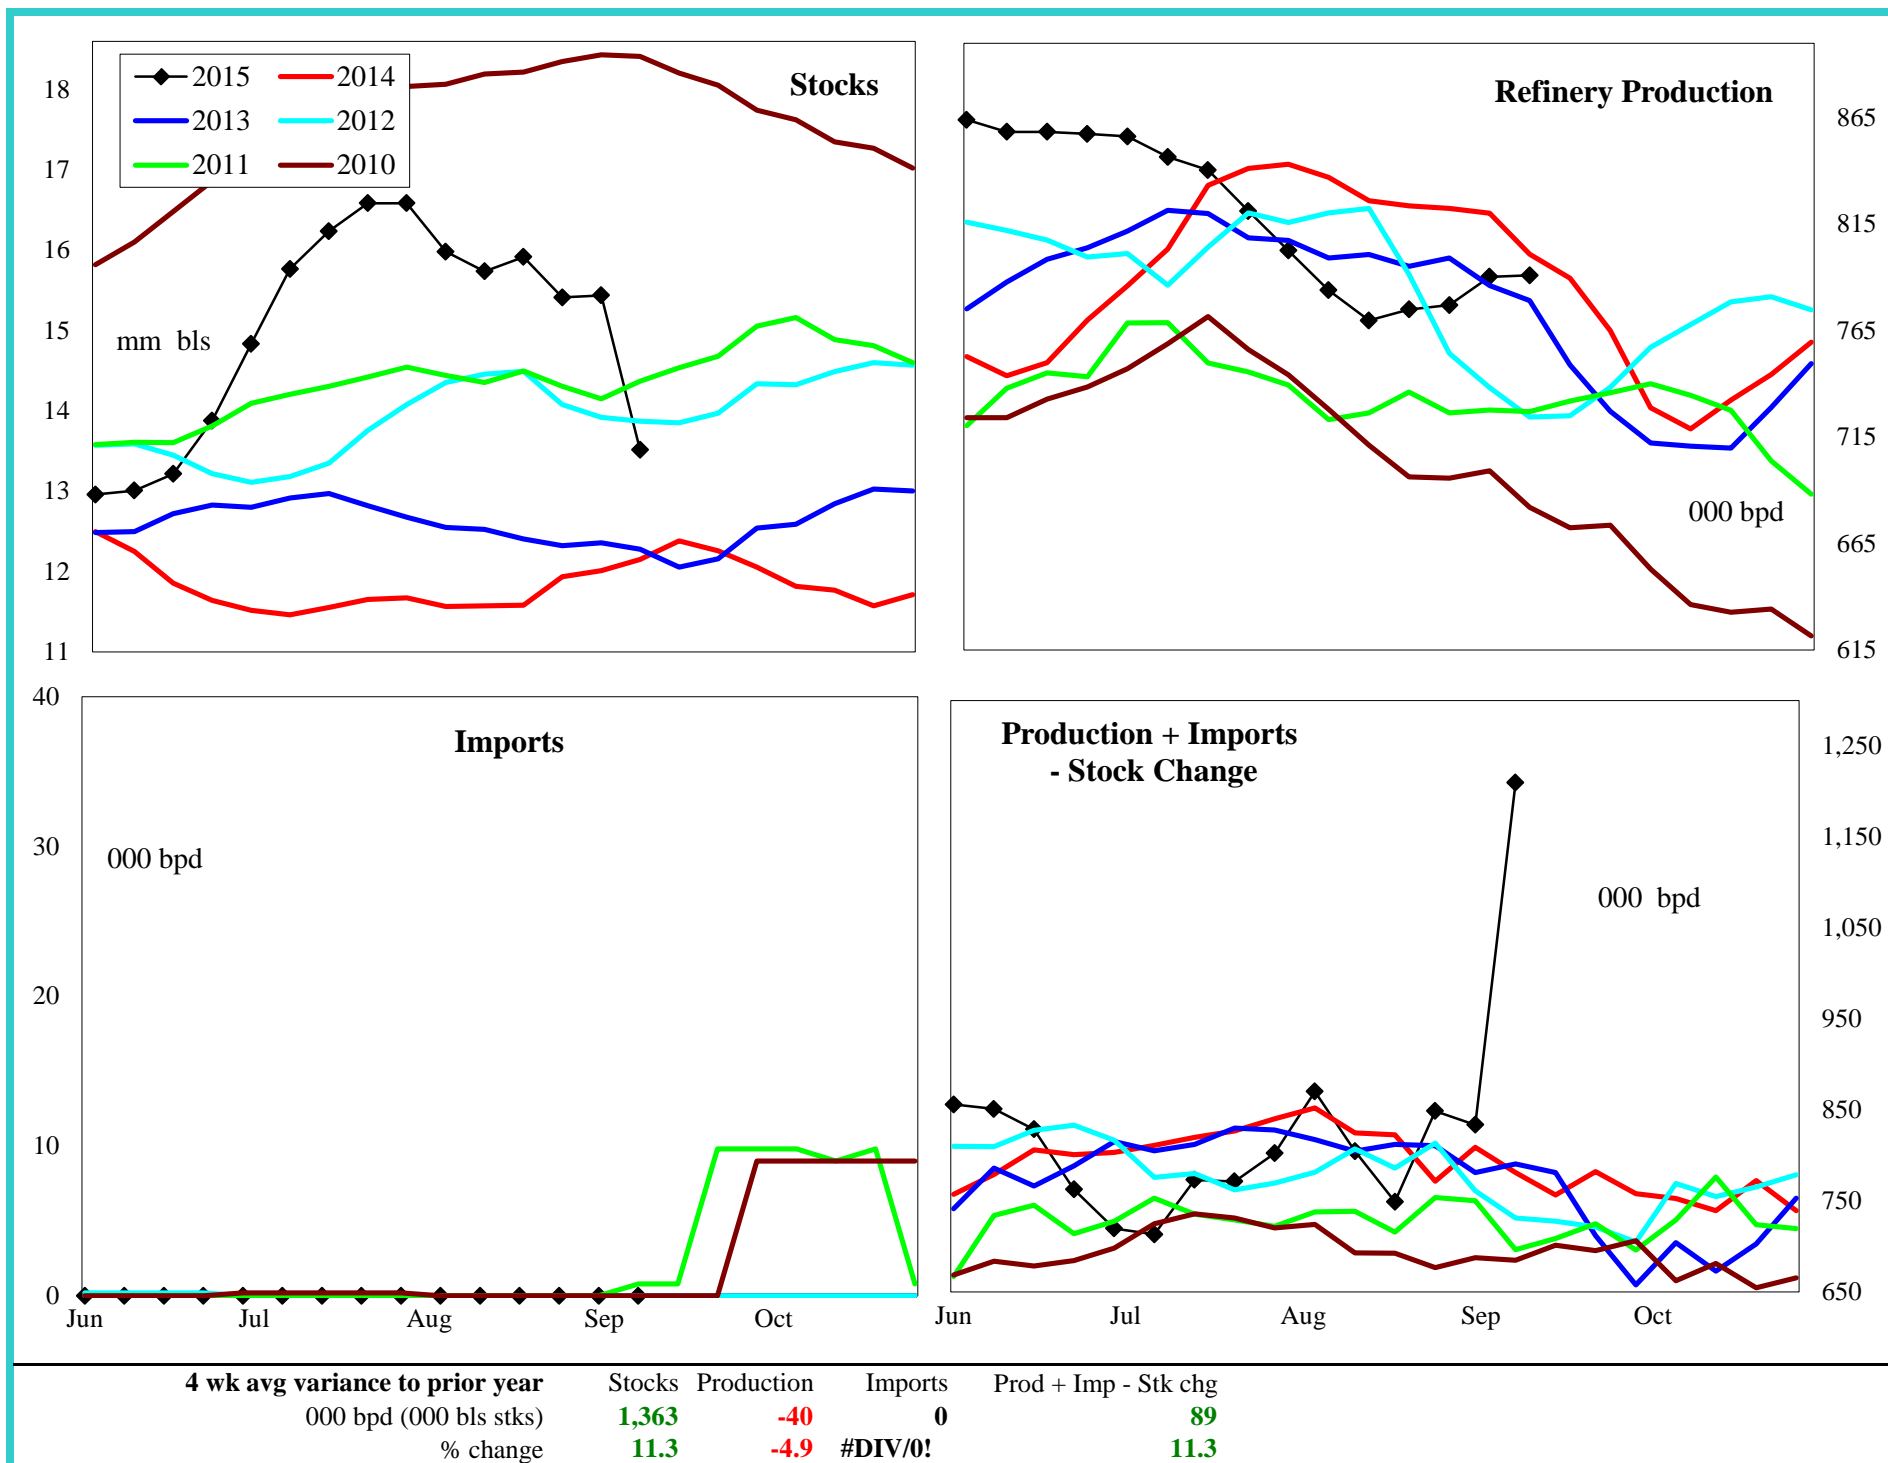 Stocks
2015 2014
2013 2012
2011 2010
mm bls
18
17
16
15
14
13
12
11
Refinery Production
000 bpd
865
815
765
715
665
615
Imports
000 bpd
40
30
20
10
0
Jun Jul Aug Sep Oct
Production + Imports
- Stock Change
000 bpd
1,250
1,150
1,050
950
850
750
650
Jun Jul Aug Sep Oct
4 wk avg variance to prior year Stocks Production Imports Prod + Imp - Stk chg
000 bpd (000 bls stks) 1,363 -40 0 89
% change 11.3 -4.9 #DIV/0! 11.3